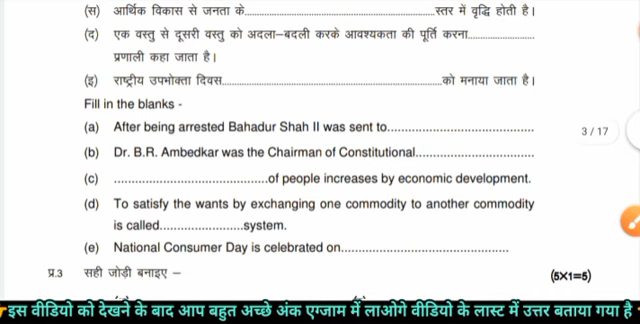 (स) आर्थिक विकास से जनता के..............................स्तर में वृद्धि होती है।
(द) एक वस्तु से दूसरी वस्तु को अदला–बदली करके आवश्यकता की पूर्ति करना....................
प्रणाली कहा जाता है।
(इ) राष्ट्रीय उपभोक्ता दिवस..............................को मनाया जाता है।
Fill in the blanks -
(a) After being arrested Bahadur Shah II was sent to..............................
(b) Dr. B.R. Ambedkar was the Chairman of Constitutional..............................
3 / 17
(c) ..............................of people increases by economic development.
(d) To satisfy the wants by exchanging one commodity to another commodity
is called....................system.
(e) National Consumer Day is celebrated on..............................
प्र.3 सही जोड़ी बनाइए –
(5X1=5)
इस वीडियो को देखने के बाद आप बहुत अच्छे अंक एग्जाम में लाओगे वीडियो के लास्ट में उत्तर बताया गया है